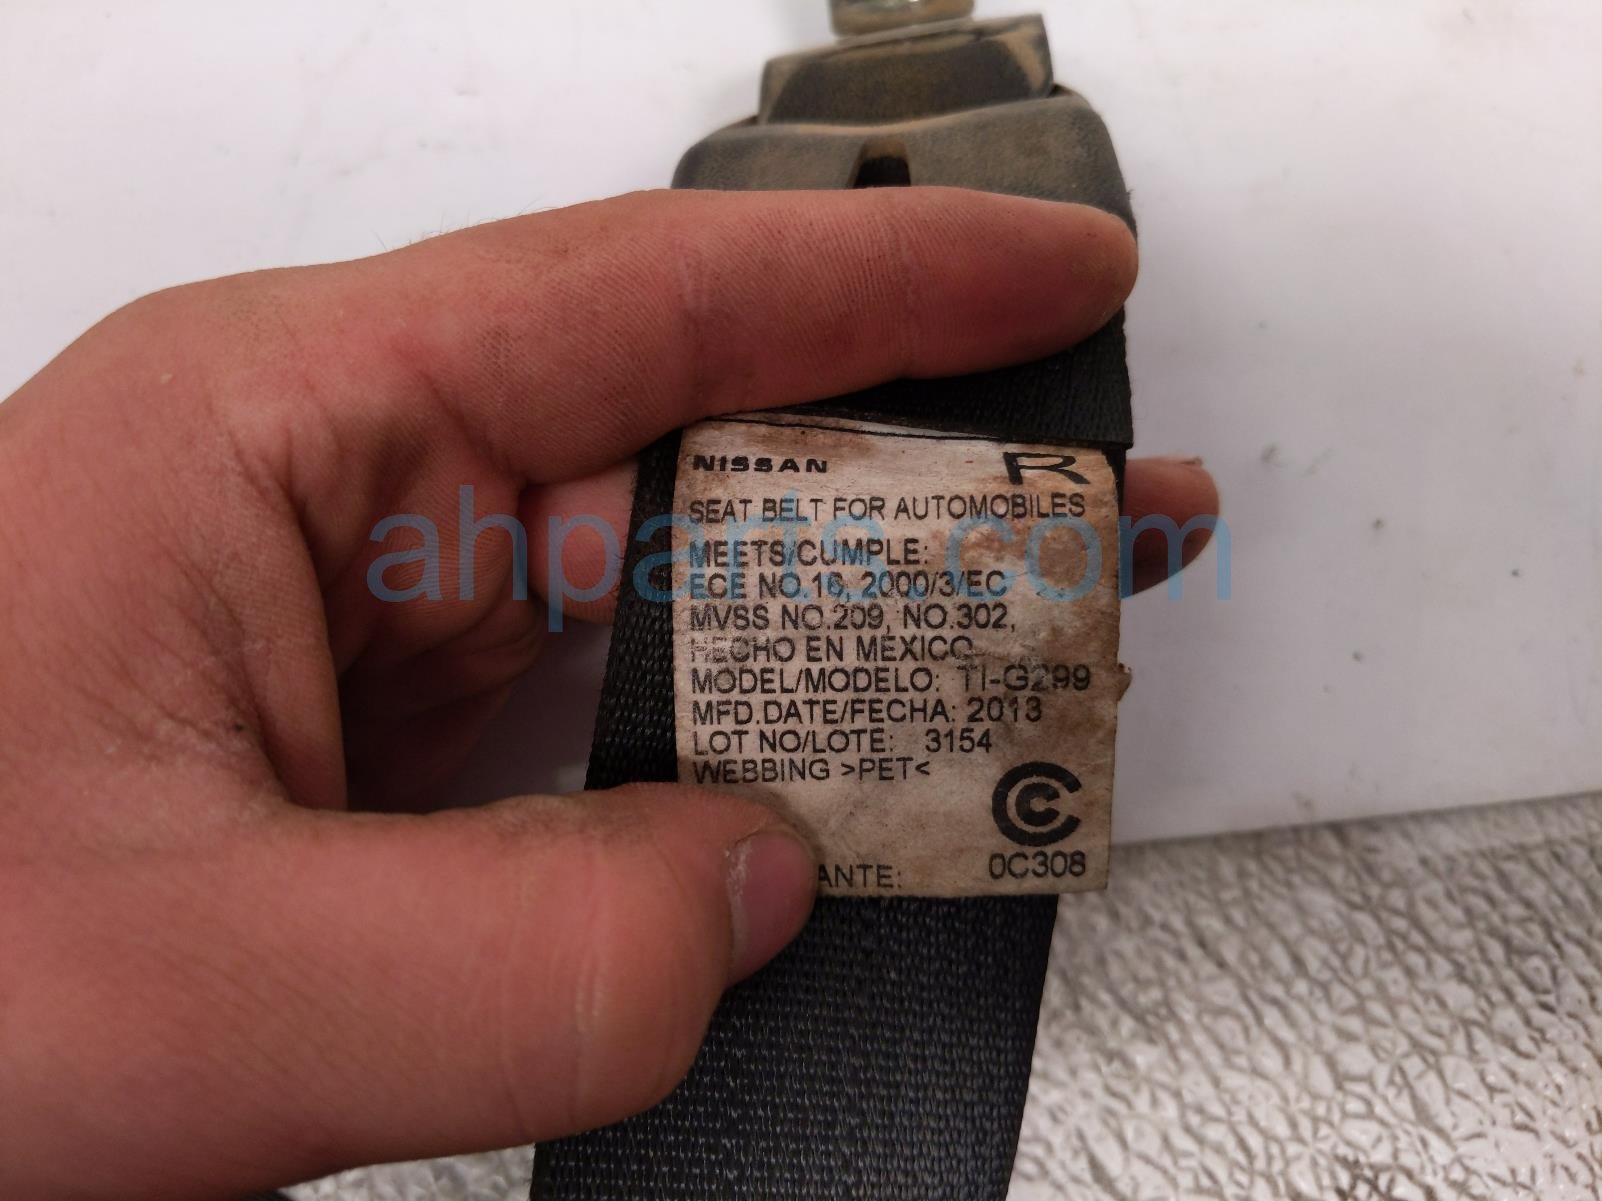 NISSAN R
SEAT BELT FOR AUTOMOBILES
MEETS/CUMPLE:
ECE NO.16, 2000/3/EC
MVSS NO.209, NO.302,
HECHO EN MÉXICO
MODEL/MODELO: TI-G299
MFD.DATE/FECHA: 2013
LOT NO/LOTE: 3154
WEBBING >PET<
C
ANTE: 0C308
ahparts.com